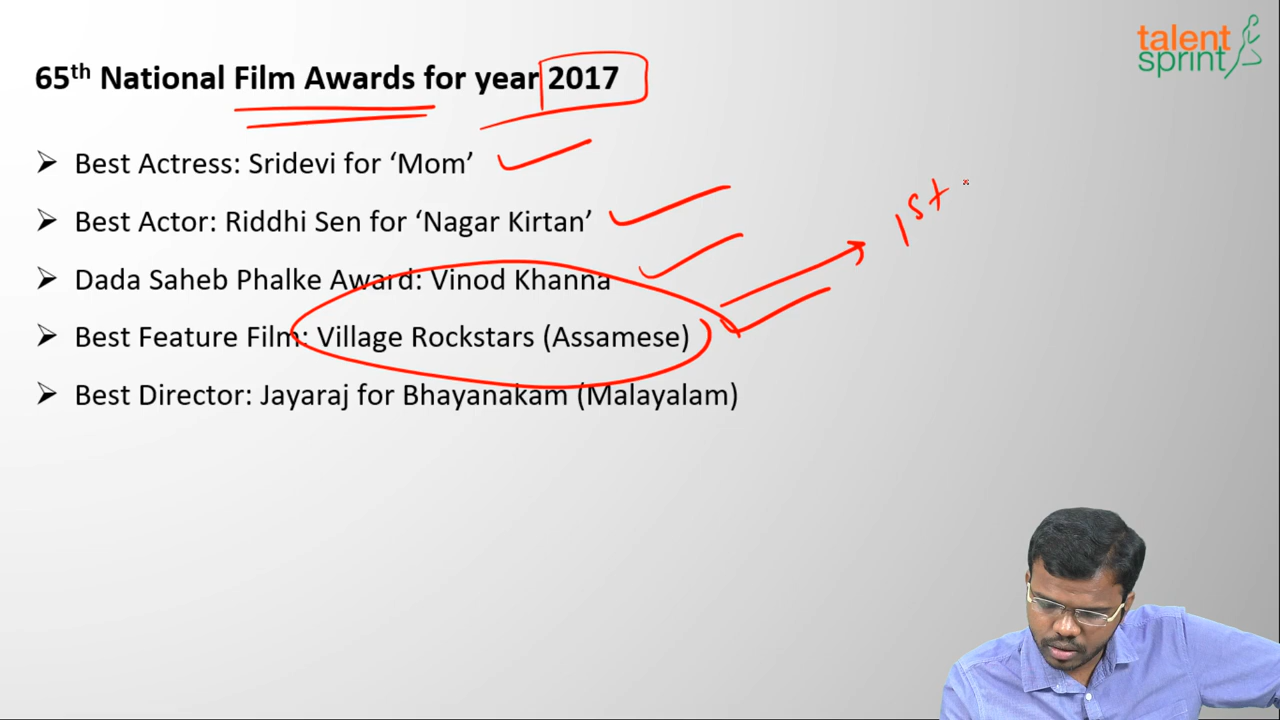 talent
sprint
65th National Film Awards for year 2017
➢ Best Actress: Sridevi for ‘Mom’
➢ Best Actor: Riddhi Sen for ‘Nagar Kirtan’
➢ Dada Saheb Phalke Award: Vinod Khanna
➢ Best Feature Film: Village Rockstars (Assamese)
➢ Best Director: Jayaraj for Bhayanakam (Malayalam)
1st